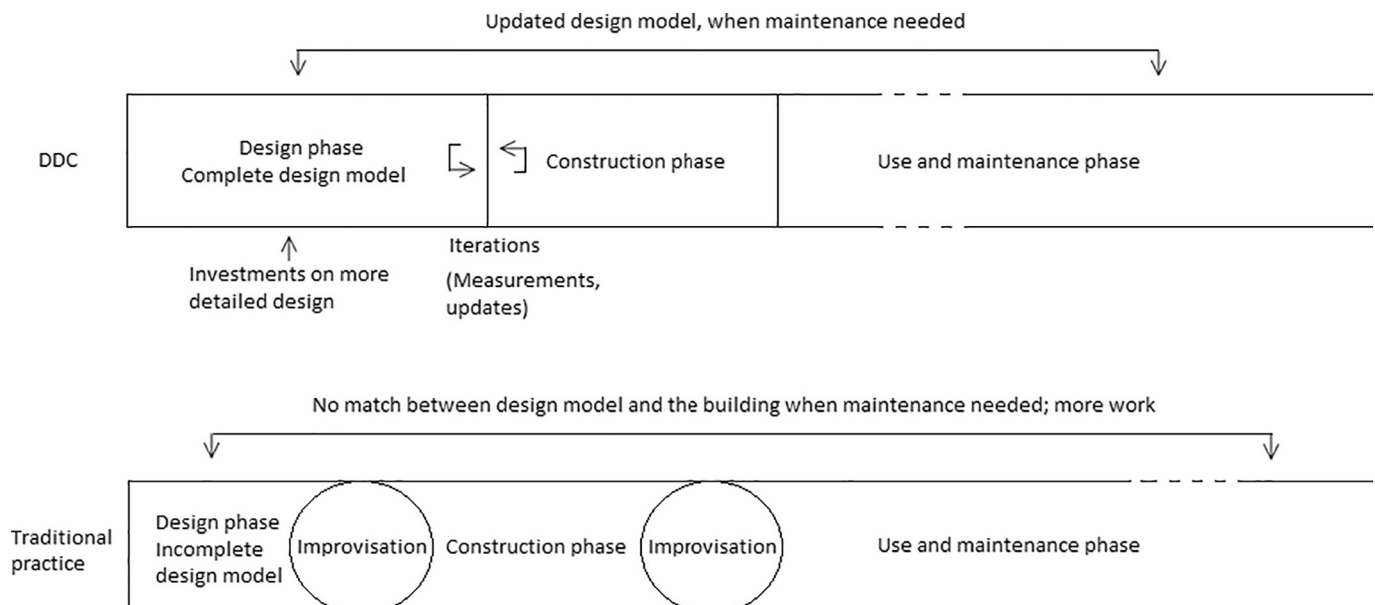 Updated design model, when maintenance needed
DDC
Design phase
Complete design model
Construction phase
Use and maintenance phase
Investments on more
detailed design
Iterations
(Measurements,
updates)
No match between design model and the building when maintenance needed; more work
Traditional
practice
Design phase
Incomplete
design model
Improvisation
Construction phase
Improvisation
Use and maintenance phase